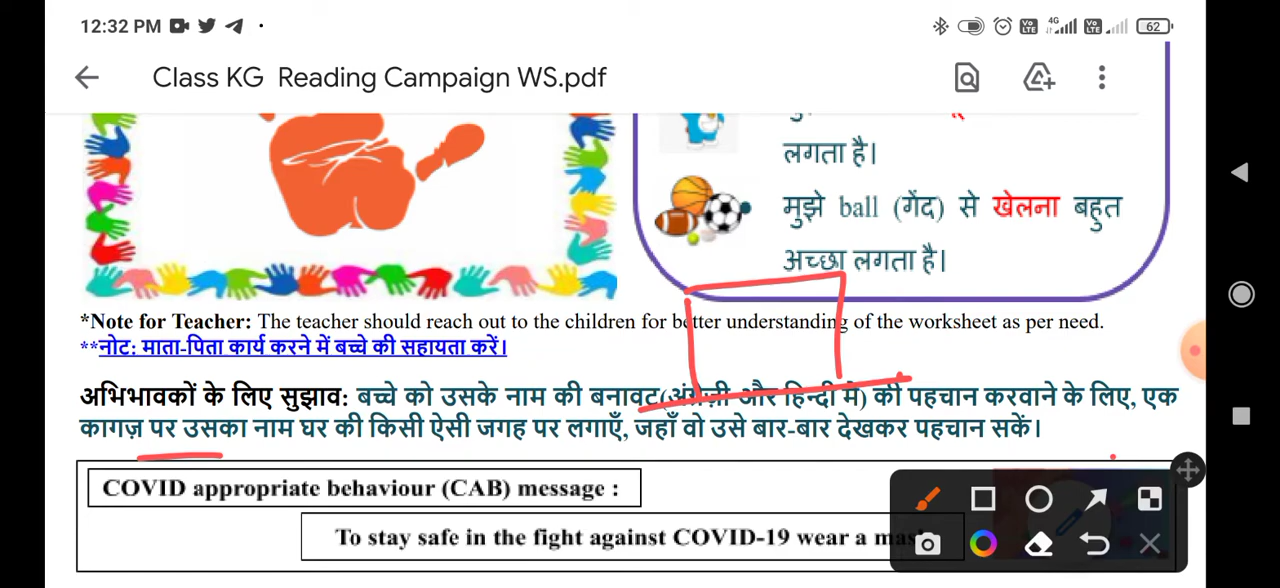 12:32 PM
4G
62
Class KG Reading Campaign WS.pdf
लगता है।
मुझे ball (गेंद) से खेलना बहुत
अच्छा लगता है।
*Note for Teacher: The teacher should reach out to the children for better understanding of the worksheet as per need.
**नोट: माता-पिता कार्य करने में बच्चे की सहायता करें।
अभिभावकों के लिए सुझाव: बच्चे को उसके नाम की बनावट(अंग्रेज़ी और हिन्दी में) की पहचान करवाने के लिए, एक
कागज़ पर उसका नाम घर की किसी ऐसी जगह पर लगाएँ, जहाँ वो उसे बार-बार देखकर पहचान सकें।
COVID appropriate behaviour (CAB) message :
To stay safe in the fight against COVID-19 wear a